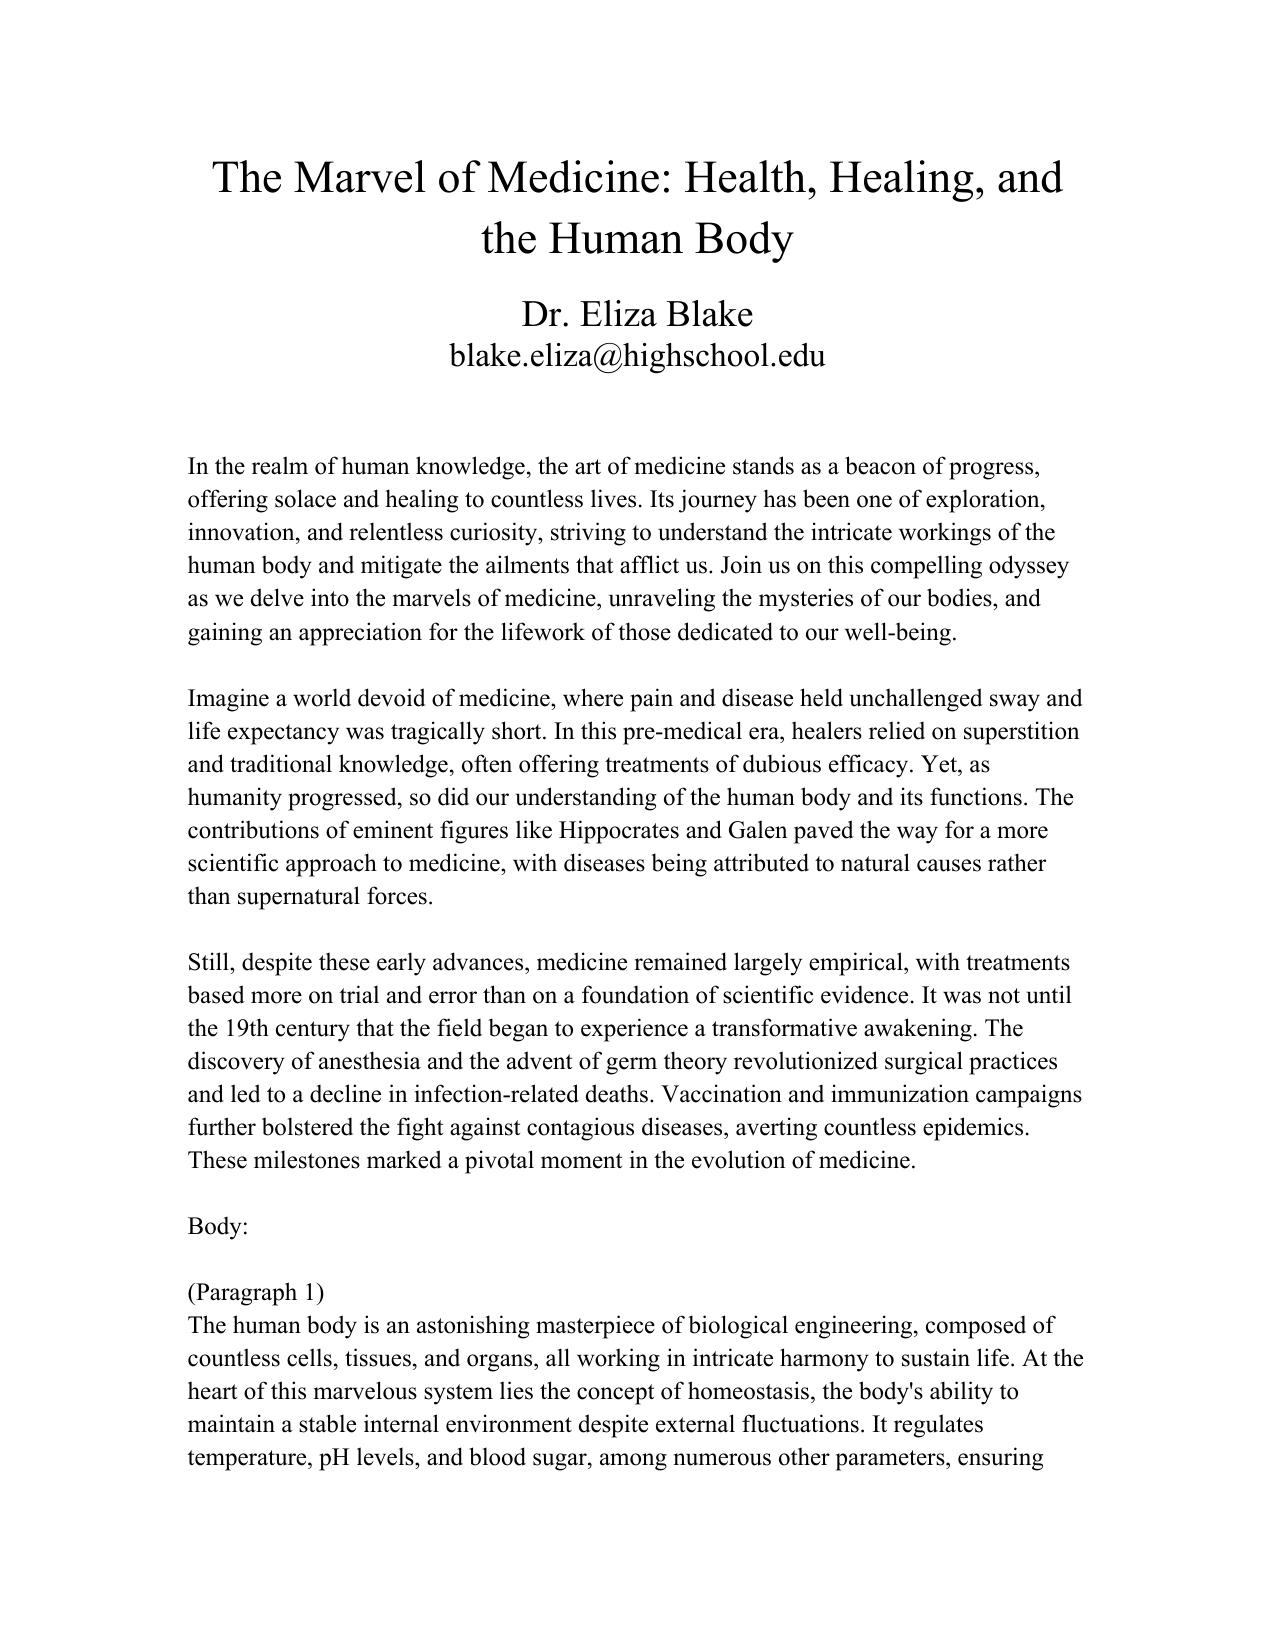 The Marvel of Medicine: Health, Healing, and
the Human Body
Dr. Eliza Blake
blake.eliza@highschool.edu
In the realm of human knowledge, the art of medicine stands as a beacon of progress,
offering solace and healing to countless lives. Its journey has been one of exploration,
innovation, and relentless curiosity, striving to understand the intricate workings of the
human body and mitigate the ailments that afflict us. Join us on this compelling odyssey
as we delve into the marvels of medicine, unraveling the mysteries of our bodies, and
gaining an appreciation for the lifework of those dedicated to our well-being.
Imagine a world devoid of medicine, where pain and disease held unchallenged sway and
life expectancy was tragically short. In this pre-medical era, healers relied on superstition
and traditional knowledge, often offering treatments of dubious efficacy. Yet, as
humanity progressed, so did our understanding of the human body and its functions. The
contributions of eminent figures like Hippocrates and Galen paved the way for a more
scientific approach to medicine, with diseases being attributed to natural causes rather
than supernatural forces.
Still, despite these early advances, medicine remained largely empirical, with treatments
based more on trial and error than on a foundation of scientific evidence. It was not until
the 19th century that the field began to experience a transformative awakening. The
discovery of anesthesia and the advent of germ theory revolutionized surgical practices
and led to a decline in infection-related deaths. Vaccination and immunization campaigns
further bolstered the fight against contagious diseases, averting countless epidemics.
These milestones marked a pivotal moment in the evolution of medicine.
Body:
(Paragraph 1)
The human body is an astonishing masterpiece of biological engineering, composed of
countless cells, tissues, and organs, all working in intricate harmony to sustain life. At the
heart of this marvelous system lies the concept of homeostasis, the body's ability to
maintain a stable internal environment despite external fluctuations. It regulates
temperature, pH levels, and blood sugar, among numerous other parameters, ensuring